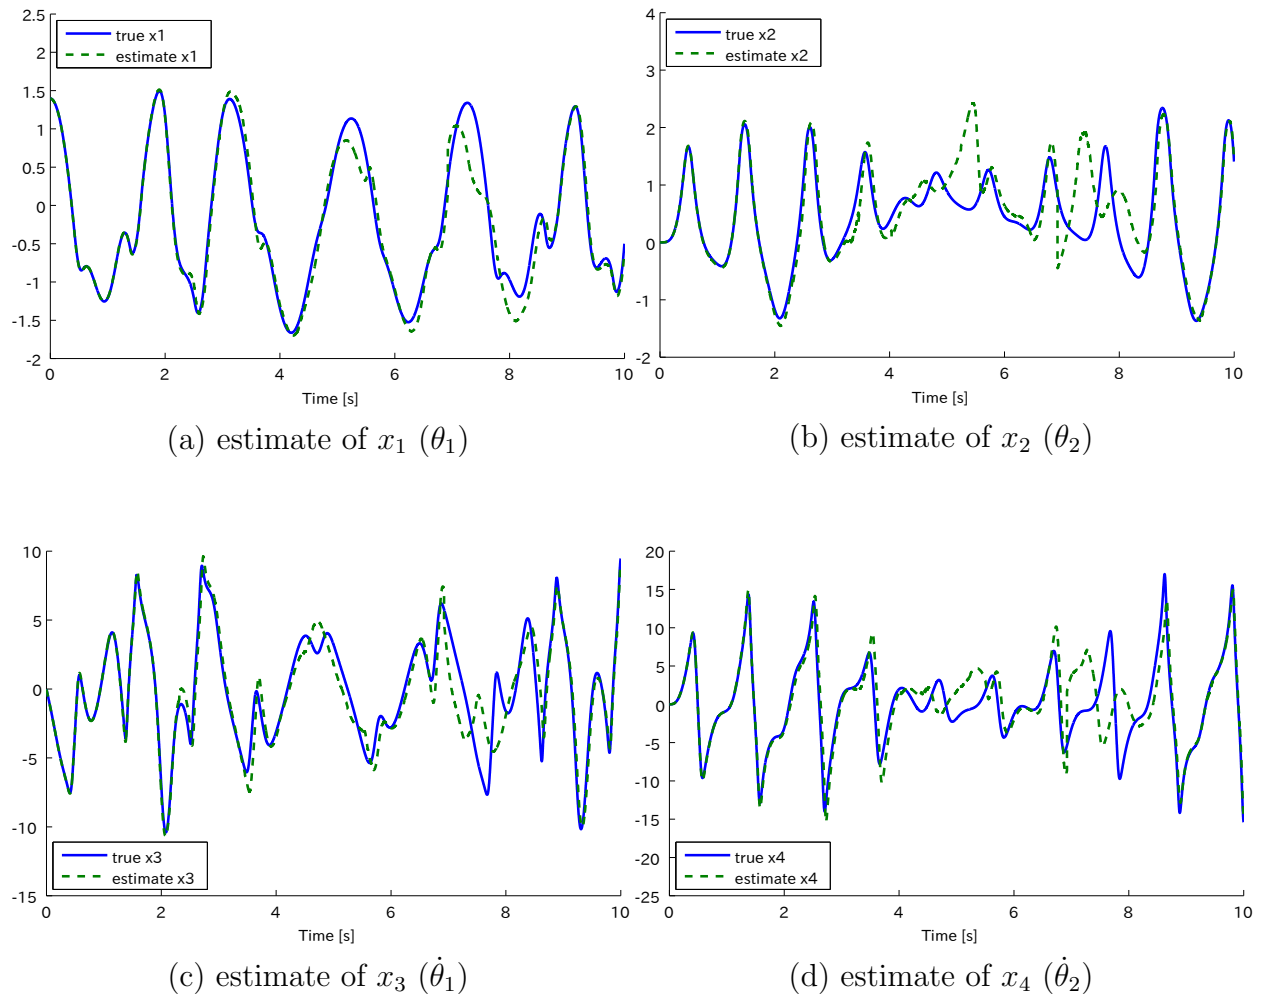 2.5
2
1.5
1
0.5
0
-0.5
-1
-1.5
-2
true x1
estimate x1
0 2 4 6 8 10
Time [s]
(a) estimate of x₁ (θ₁)
4
3
2
1
0
-1
-2
true x2
estimate x2
0 2 4 6 8 10
Time [s]
(b) estimate of x₂ (θ₂)
10
5
0
-5
-10
-15
true x3
estimate x3
0 2 4 6 8 10
Time [s]
(c) estimate of x₃ (θ̇₁)
20
15
10
5
0
-5
-10
-15
-20
-25
true x4
estimate x4
0 2 4 6 8 10
Time [s]
(d) estimate of x₄ (θ̇₂)